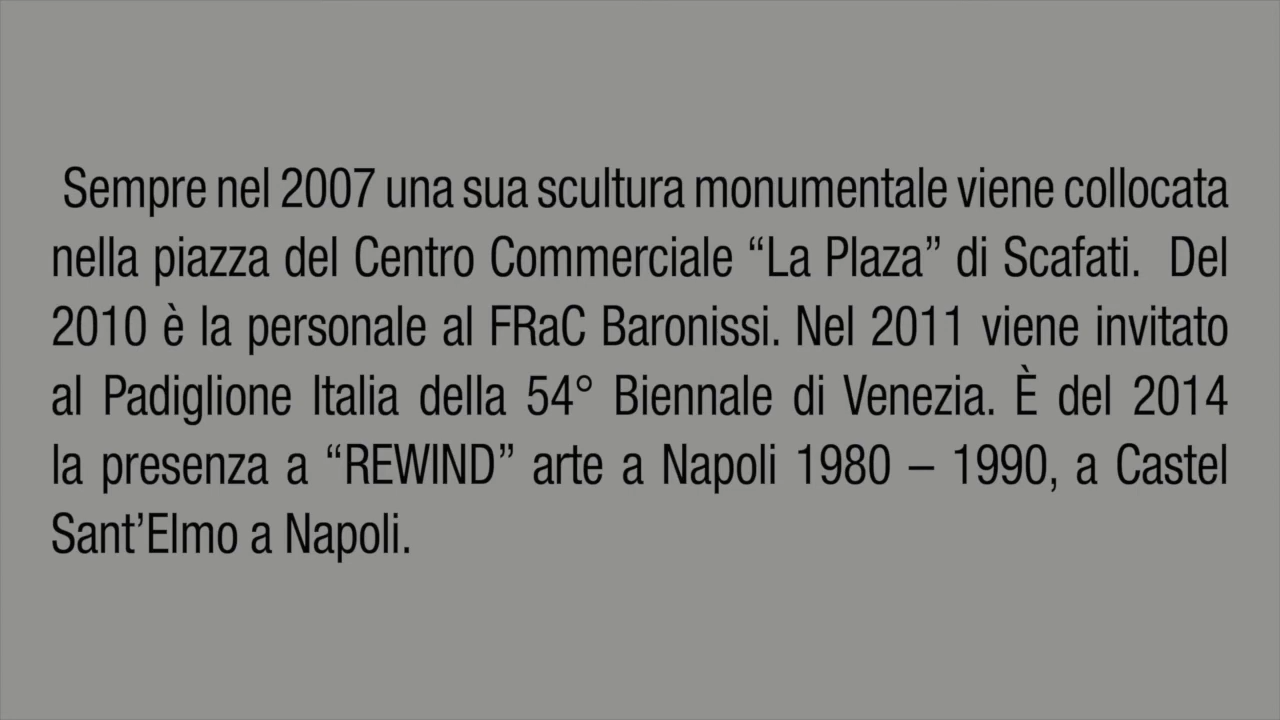 Sempre nel 2007 una sua scultura monumentale viene collocata
nella piazza del Centro Commerciale “La Plaza” di Scafati.  Del
2010 è la personale al FRaC Baronissi. Nel 2011 viene invitato
al Padiglione Italia della 54° Biennale di Venezia. È del 2014
la presenza a “REWIND” arte a Napoli 1980 – 1990, a Castel
Sant’Elmo a Napoli.